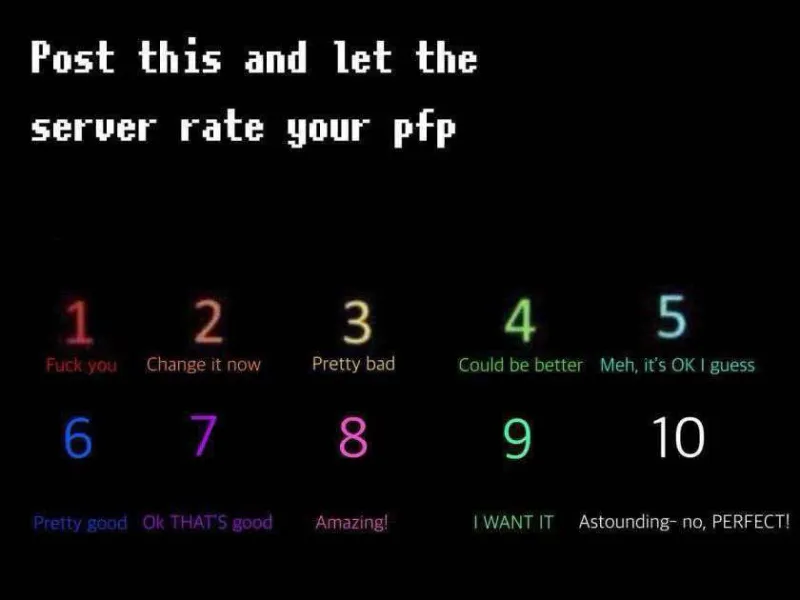 Post this and let the
server rate your pfp
1 2 3 4 5
Fuck you Change it now Pretty bad Could be better Meh, it's OK I guess
6 7 8 9 10
Pretty good Ok THAT'S good Amazing! I WANT IT Astounding- no, PERFECT!